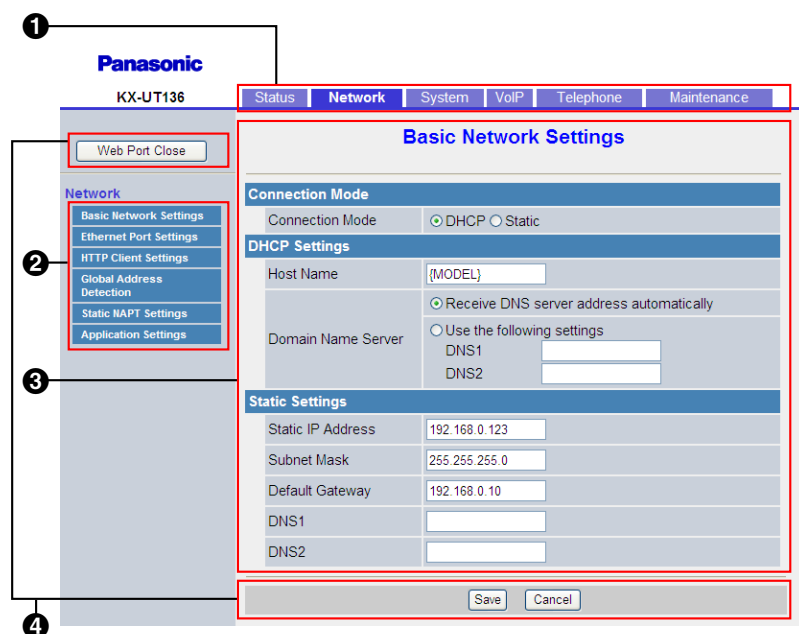 1
Panasonic
KX-UT136
Status Network System VoIP Telephone Maintenance
Web Port Close
Basic Network Settings
Network
Basic Network Settings
Ethernet Port Settings
HTTP Client Settings
Global Address
Detection
Static NAPT Settings
Application Settings
2
3
Connection Mode
Connection Mode DHCP Static
DHCP Settings
Host Name {MODEL}
Domain Name Server
Receive DNS server address automatically
Use the following settings
DNS1
DNS2
Static Settings
Static IP Address 192.168.0.123
Subnet Mask 255.255.255.0
Default Gateway 192.168.0.10
DNS1
DNS2
Save Cancel
4